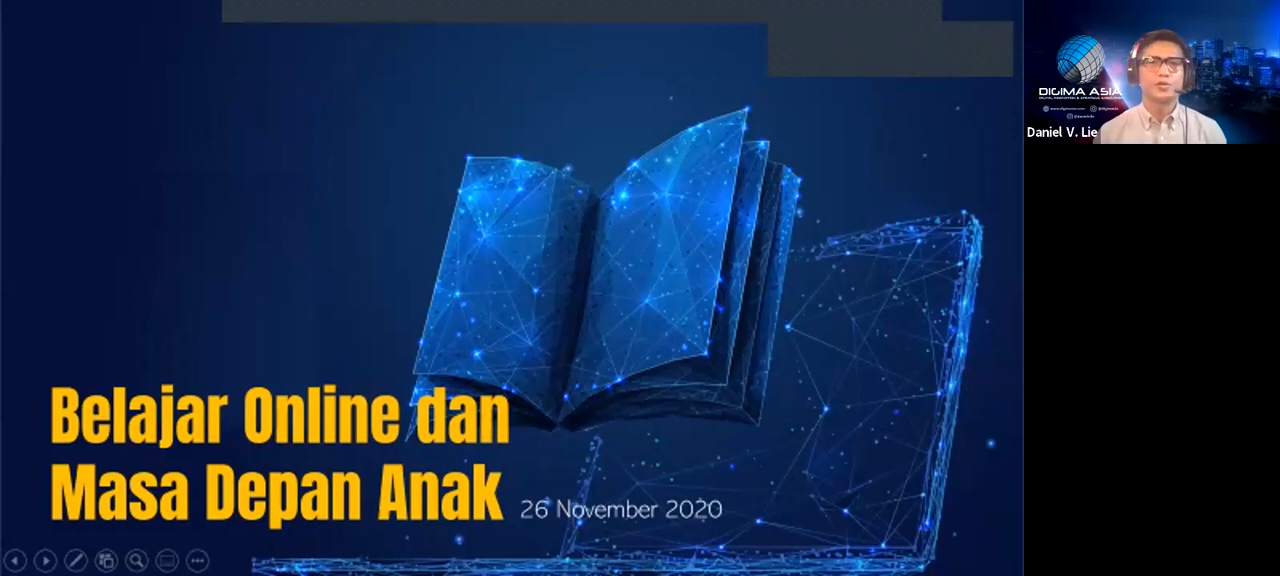 Belajar Online dan
Masa Depan Anak
26 November 2020
DIGIMA ASIA
Daniel V. Lie